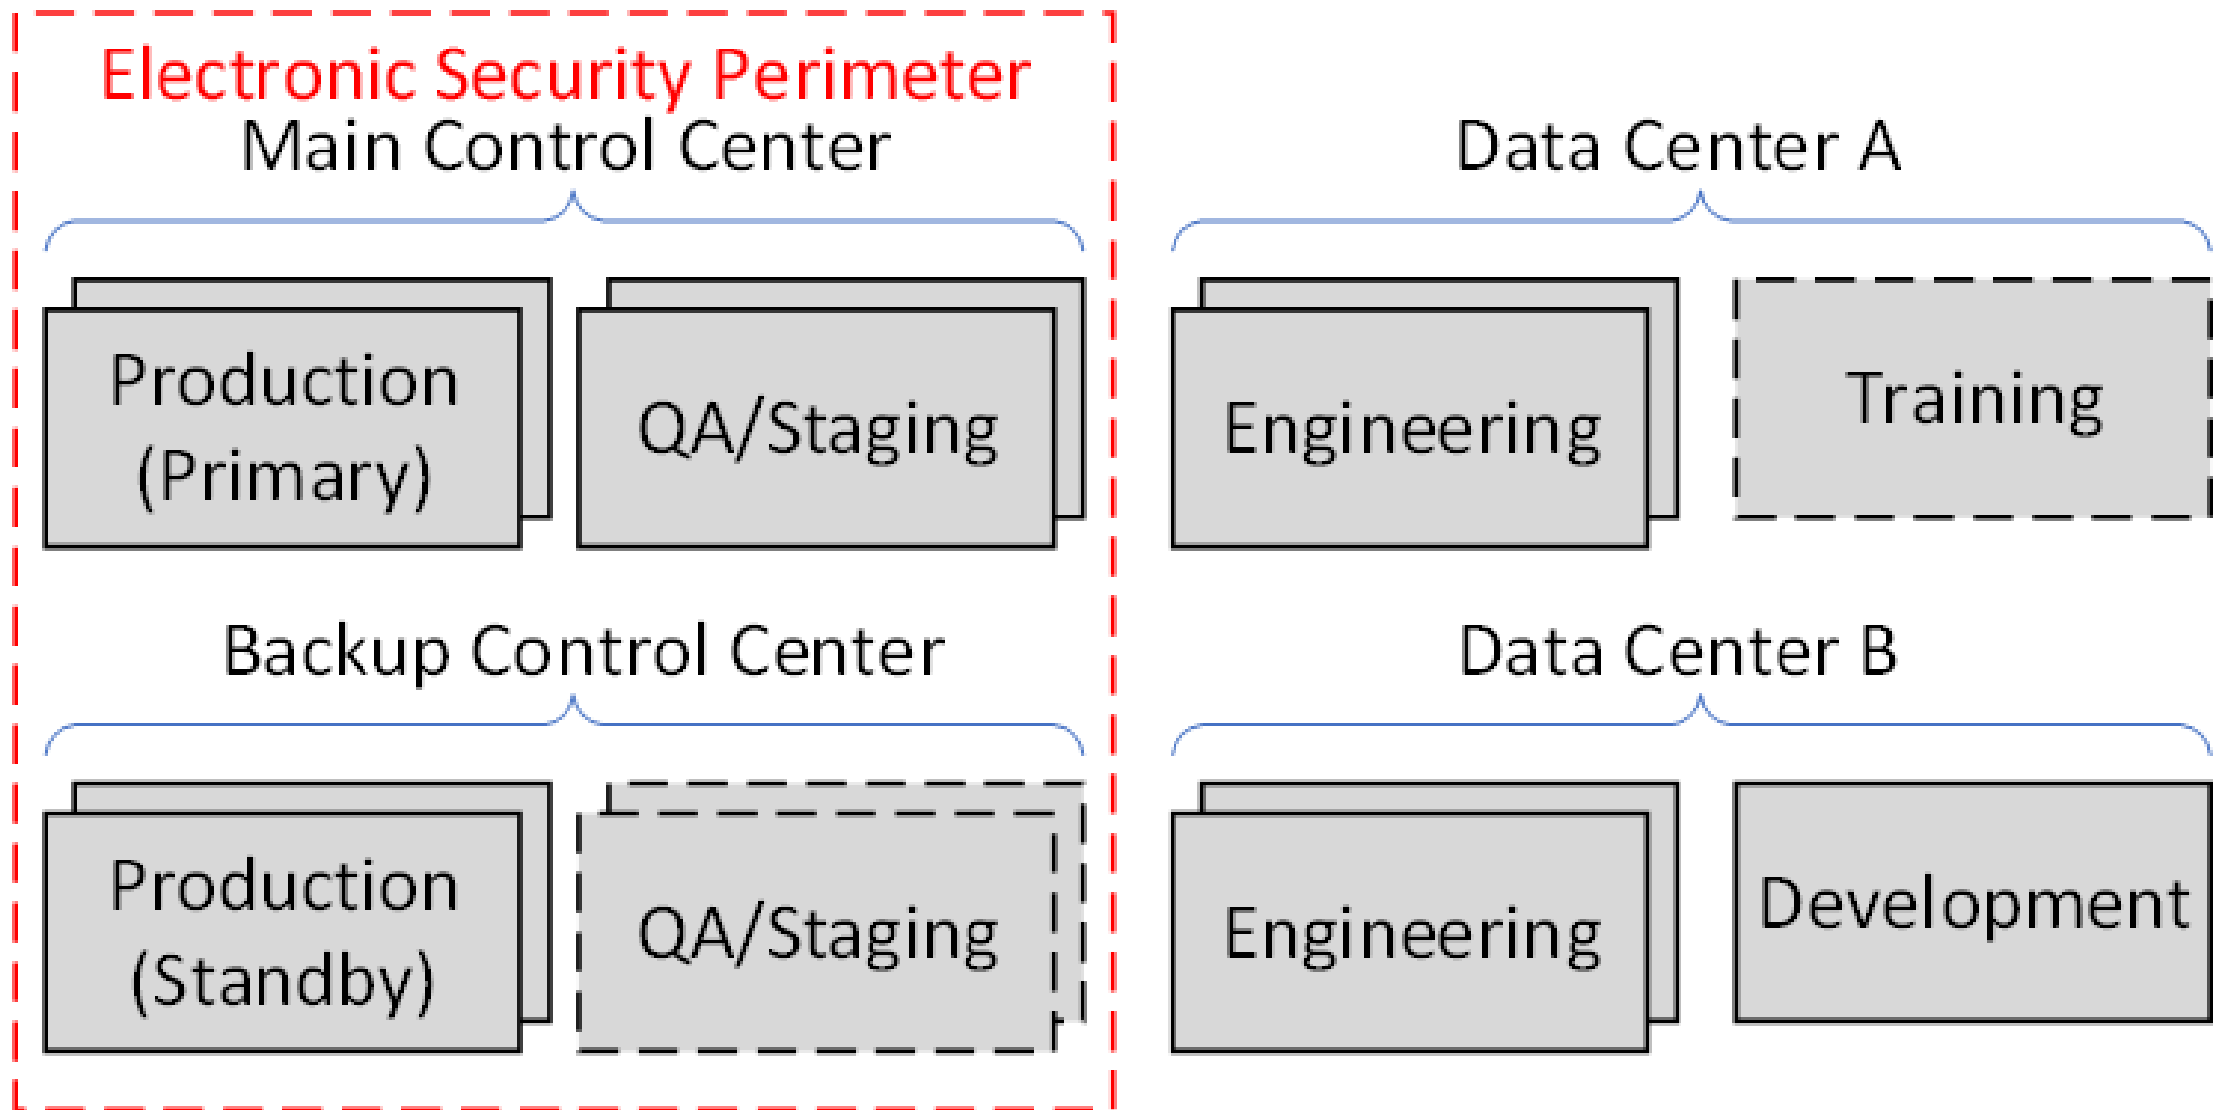 Electronic Security Perimeter
Main Control Center
Data Center A
Production
(Primary)
QA/Staging
Engineering
Training
Backup Control Center
Data Center B
Production
(Standby)
QA/Staging
Engineering
Development